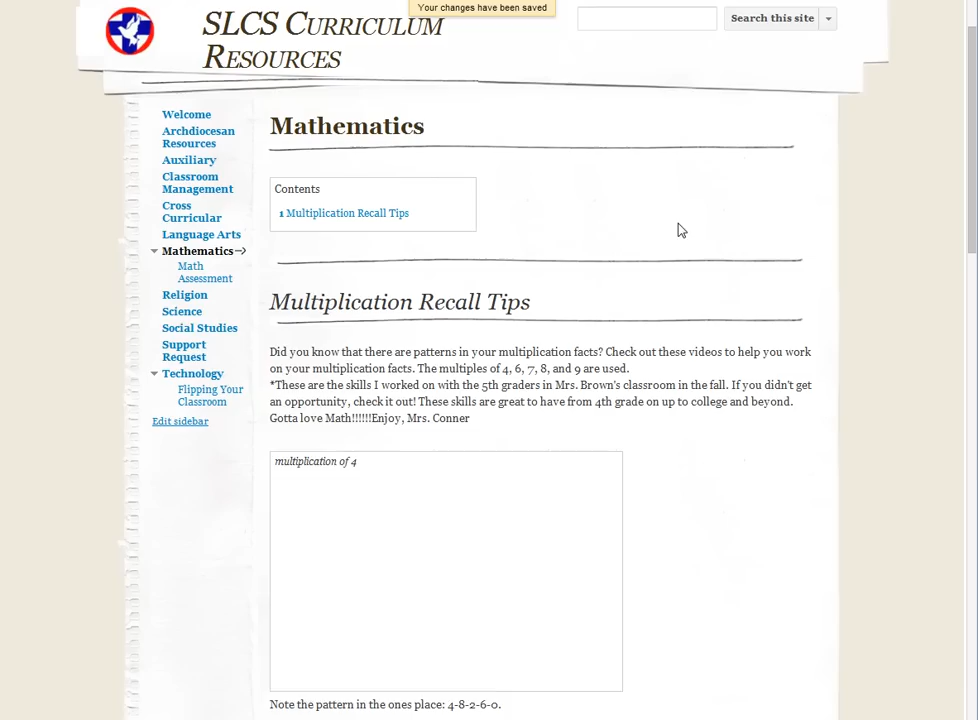 Your changes have been saved
SLCS Curriculum
Resources
Search this site
Welcome
Archdiocesan
Resources
Auxiliary
Classroom
Management
Cross
Curricular
Language Arts
Mathematics
Math
Assessment
Religion
Science
Social Studies
Support
Request
Technology
Flipping Your
Classroom
Edit sidebar
Mathematics
Contents
1 Multiplication Recall Tips
Multiplication Recall Tips
Did you know that there are patterns in your multiplication facts? Check out these videos to help you work
on your multiplication facts. The multiples of 4, 6, 7, 8, and 9 are used.
*These are the skills I worked on with the 5th graders in Mrs. Brown's classroom in the fall. If you didn't get
an opportunity, check it out! These skills are great to have from 4th grade on up to college and beyond.
Gotta love Math!!!!!!Enjoy, Mrs. Conner
multiplication of 4
Note the pattern in the ones place: 4-8-2-6-0.